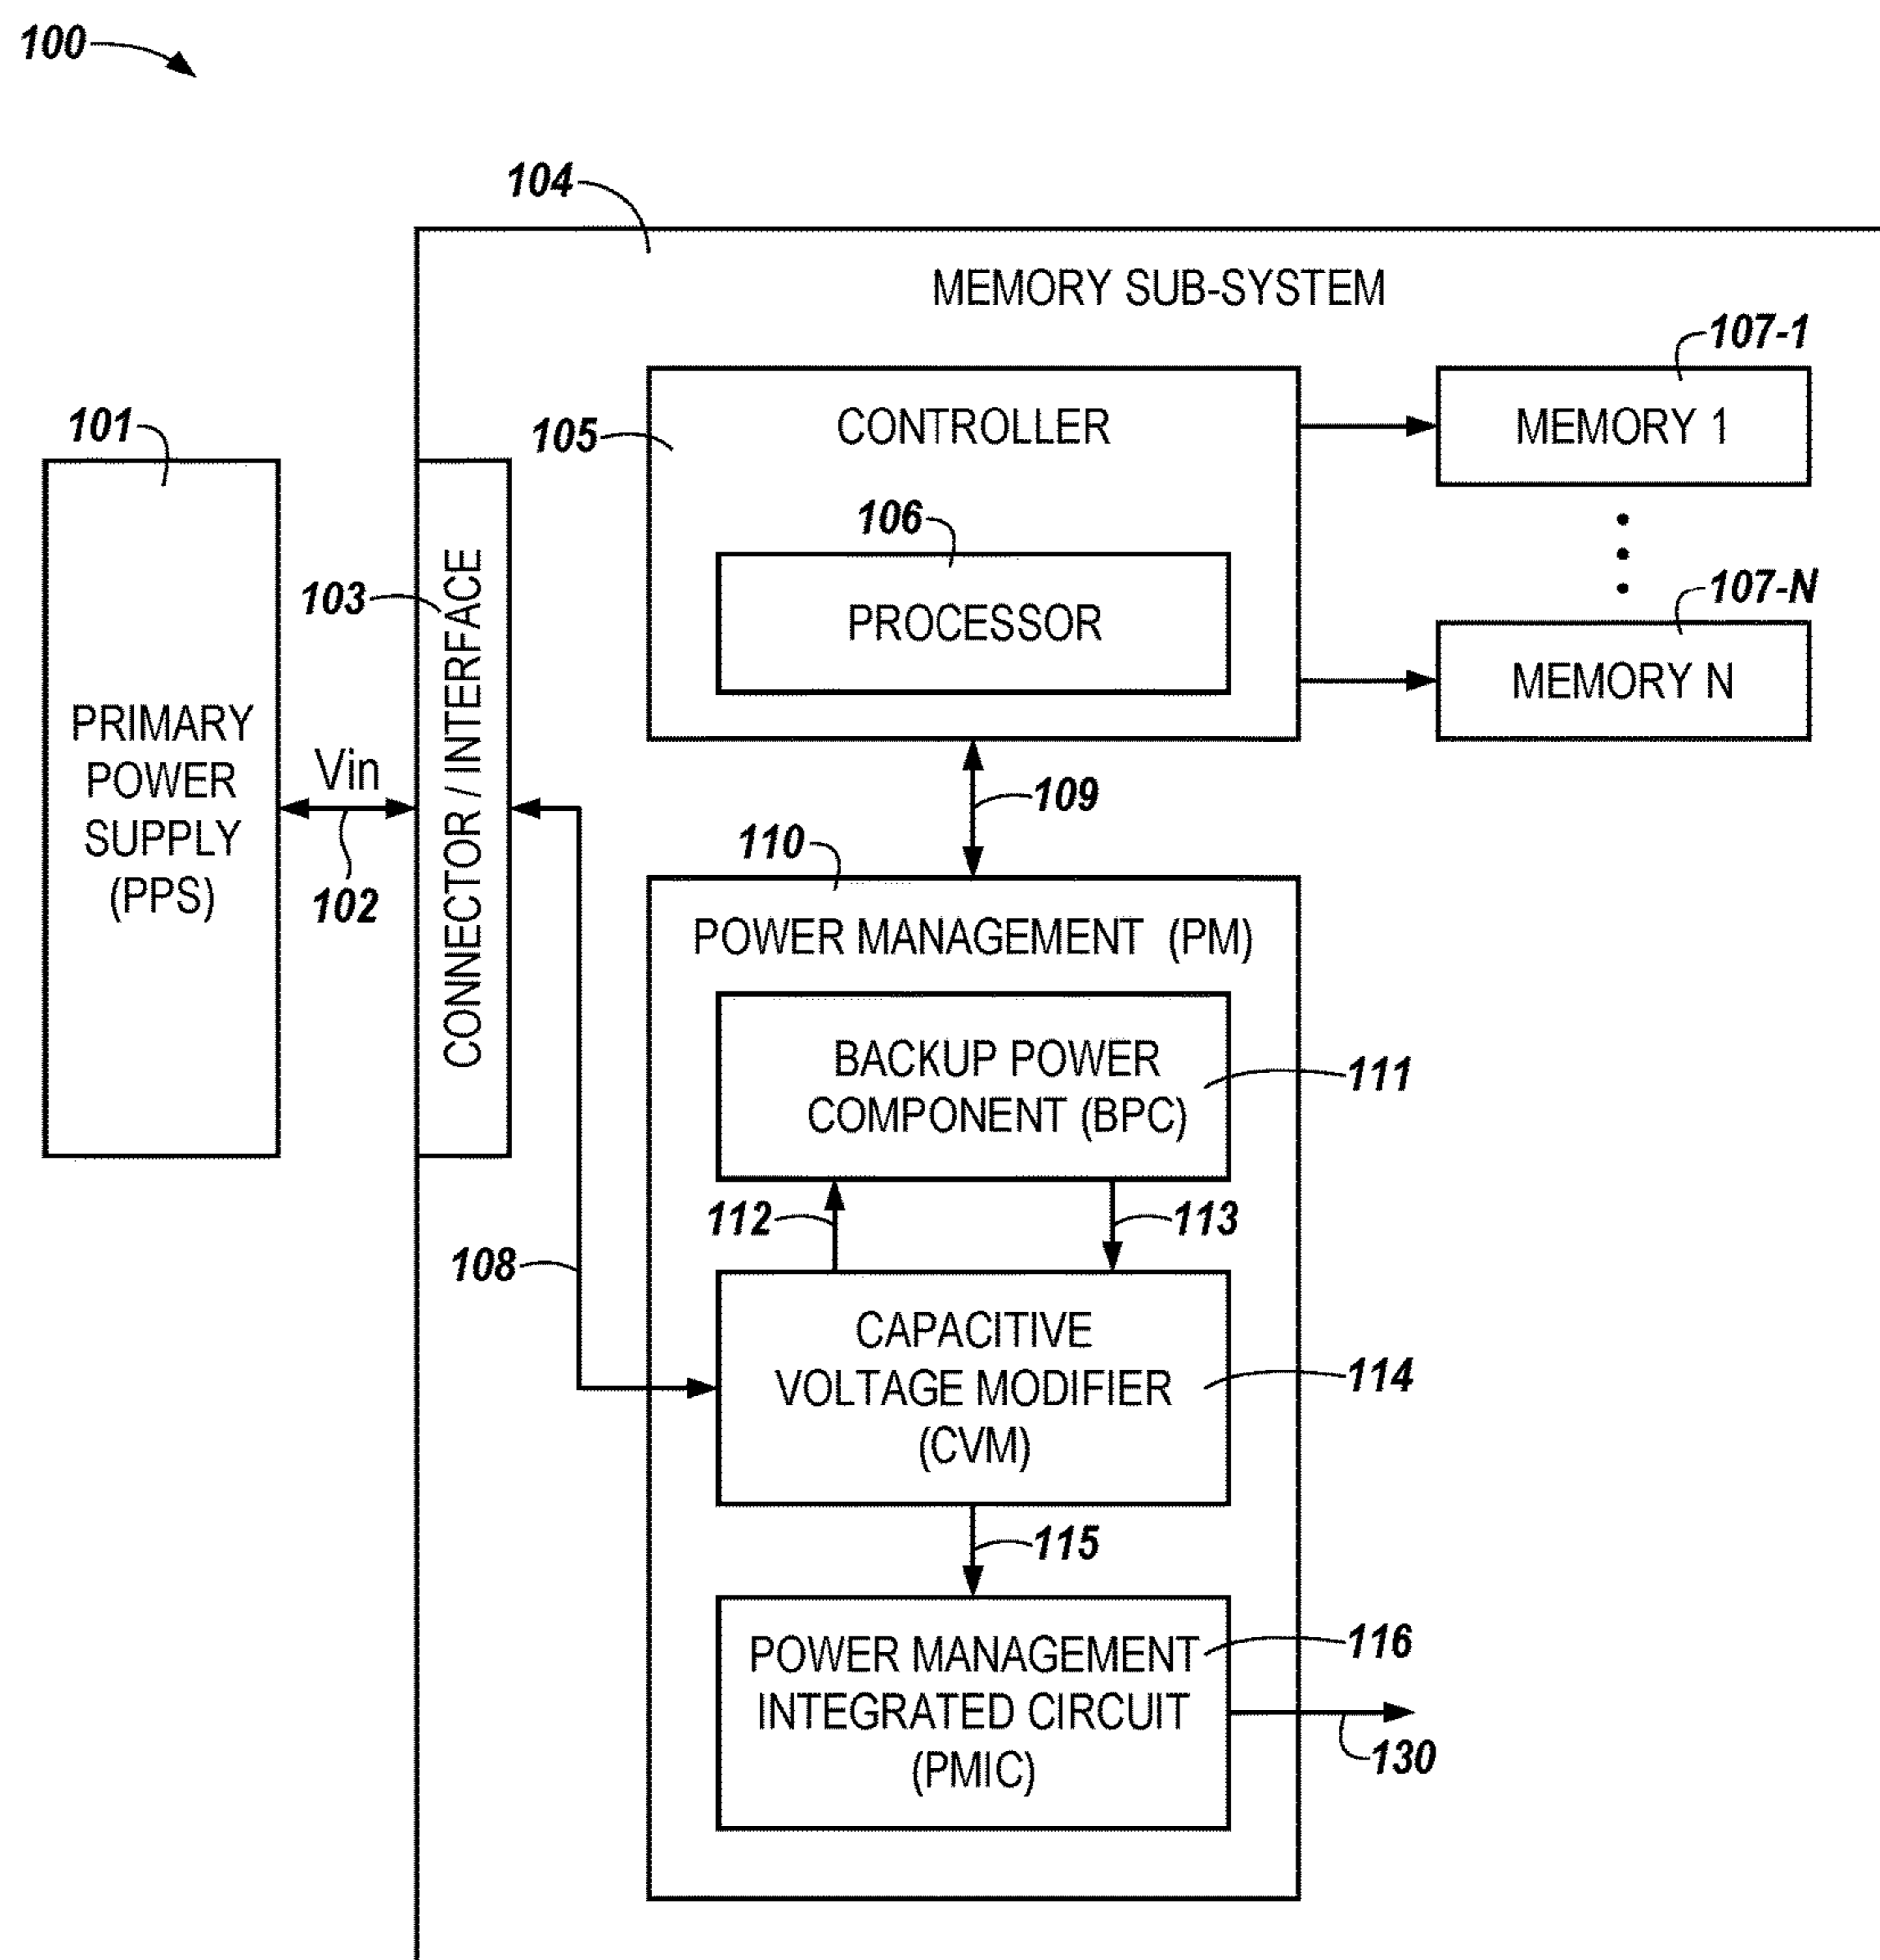 100
104
MEMORY SUB-SYSTEM
107-1
101
105
CONTROLLER
MEMORY 1
106
103
PROCESSOR
107-N
MEMORY N
CONNECTOR / INTERFACE
PRIMARY
POWER
SUPPLY
(PPS)
Vin
102
109
110
POWER MANAGEMENT (PM)
BACKUP POWER
COMPONENT (BPC)
111
112
113
108
CAPACITIVE
VOLTAGE MODIFIER
(CVM)
114
115
POWER MANAGEMENT
INTEGRATED CIRCUIT
(PMIC)
116
130